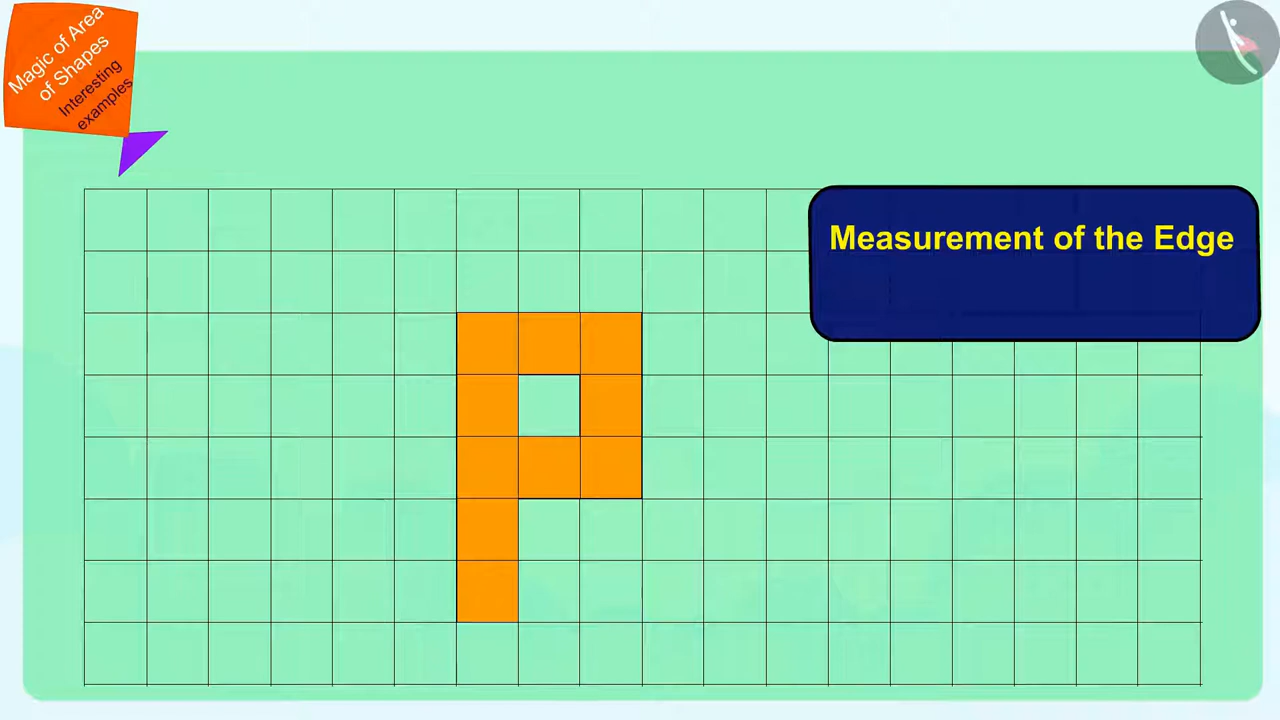 Magic of Area
of Shapes
Interesting
examples
Measurement of the Edge